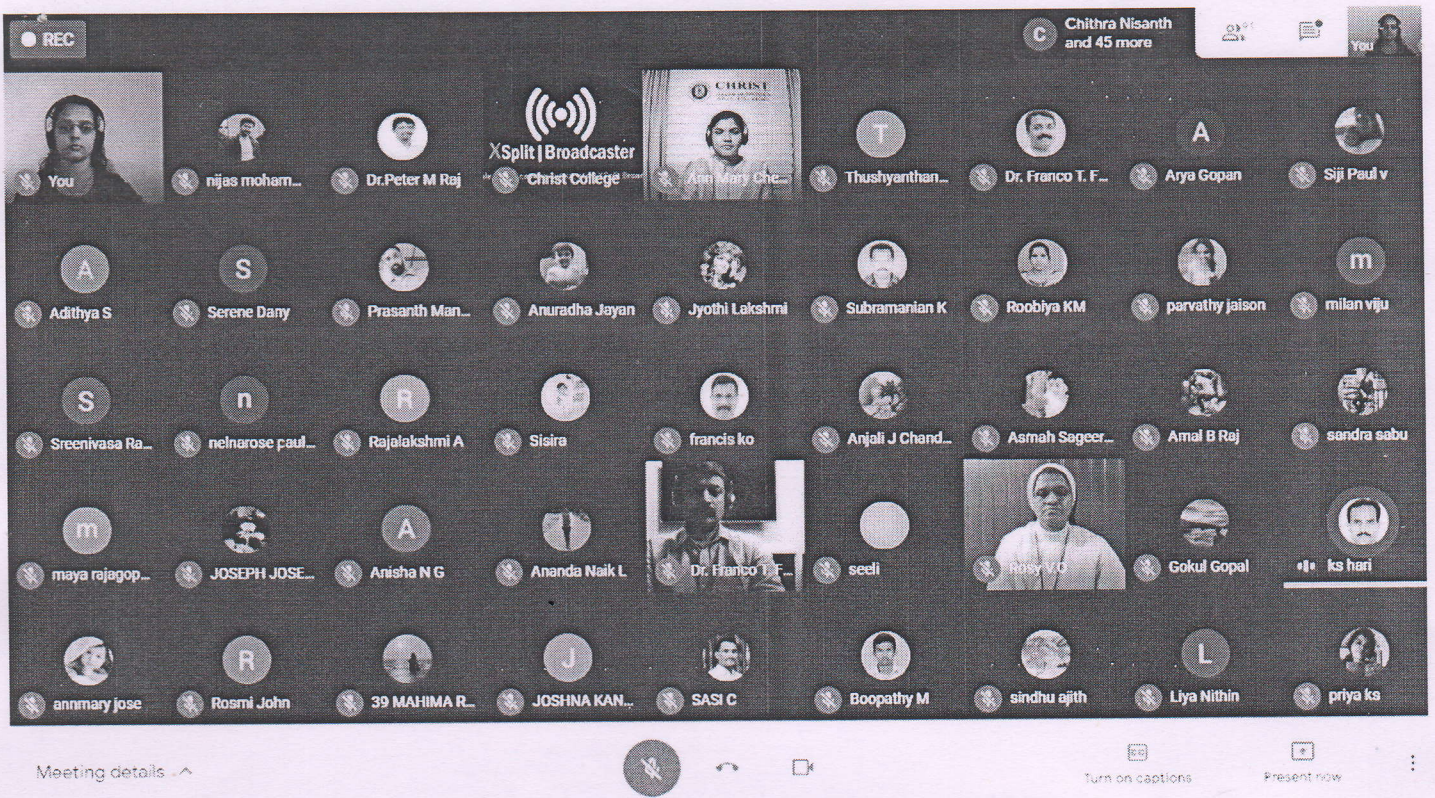 REC
C
Chithra Nisanth
and 45 more
You
CHRIST
XSplit | Broadcaster
You
nijas moham...
Dr.Peter M Raj
Christ College
Ann Mary Che...
T
Thushyanthan...
Dr. Franco T. F...
A
Arya Gopan
Siji Paul v
A
Adithya S
S
Serene Dany
Prasanth Man...
Anuradha Jayan
Jyothi Lakshmi
Subramanian K
Roobiya KM
parvathy jaison
m
milan viju
S
Sreenivasa Ra...
n
nelnarose paul...
R
Rajalakshmi A
Sisira
francis ko
Anjali J Chand...
Asmah Sageer...
Amal B Raj
sandra sabu
m
maya rajagop...
JOSEPH JOSE...
A
Anisha N G
Ananda Naik L
Dr. Franco T. F...
seeli
Rosy V.O
Gokul Gopal
ks hari
annmary jose
R
Rosmi John
39 MAHIMA R...
J
JOSHNA KAN...
SASI C
Boopathy M
sindhu ajith
L
Liya Nithin
priya ks
Meeting details
Turn on captions
Present now